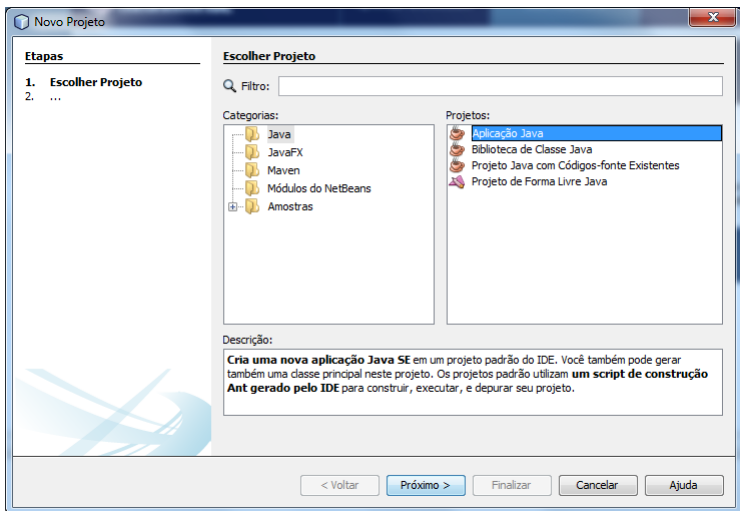 Novo Projeto
Etapas
1. Escolher Projeto
2. ...
Escolher Projeto
Filtro:
Categorias:
Java
JavaFX
Maven
Módulos do NetBeans
Amostras
Projetos:
Aplicação Java
Biblioteca de Classe Java
Projeto Java com Códigos-fonte Existentes
Projeto de Forma Livre Java
Descrição:
Cria uma nova aplicação Java SE em um projeto padrão do IDE. Você também pode gerar
também uma classe principal neste projeto. Os projetos padrão utilizam um script de construção
Ant gerado pelo IDE para construir, executar, e depurar seu projeto.
< Voltar
Próximo >
Finalizar
Cancelar
Ajuda